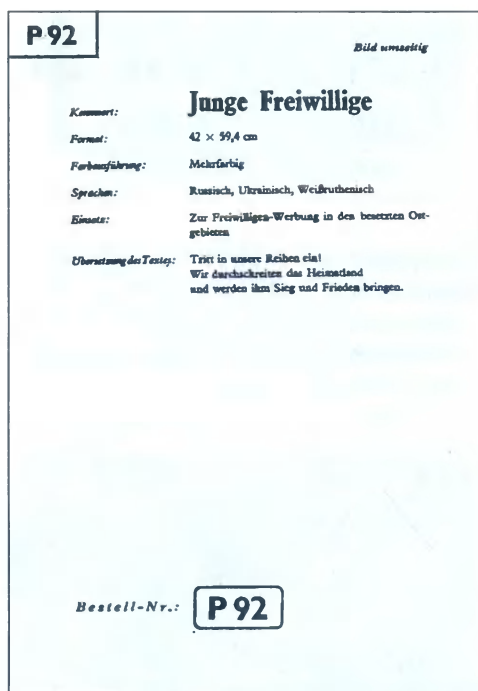 P 92
Bild umseitig
Kennwort: Junge Freiwillige
Format: 42 × 59,4 cm
Farbausführung: Mehrfarbig
Sprachen: Russisch, Ukrainisch, Weißruthenisch
Einsatz: Zur Freiwilligen-Werbung in den besetzten Ost-
gebieten
Übersetzung des Textes: Tritt in unsere Reihen ein!
Wir durchschreiten das Heimatland
und werden ihm Sieg und Frieden bringen.
Bestell-Nr.: P 92